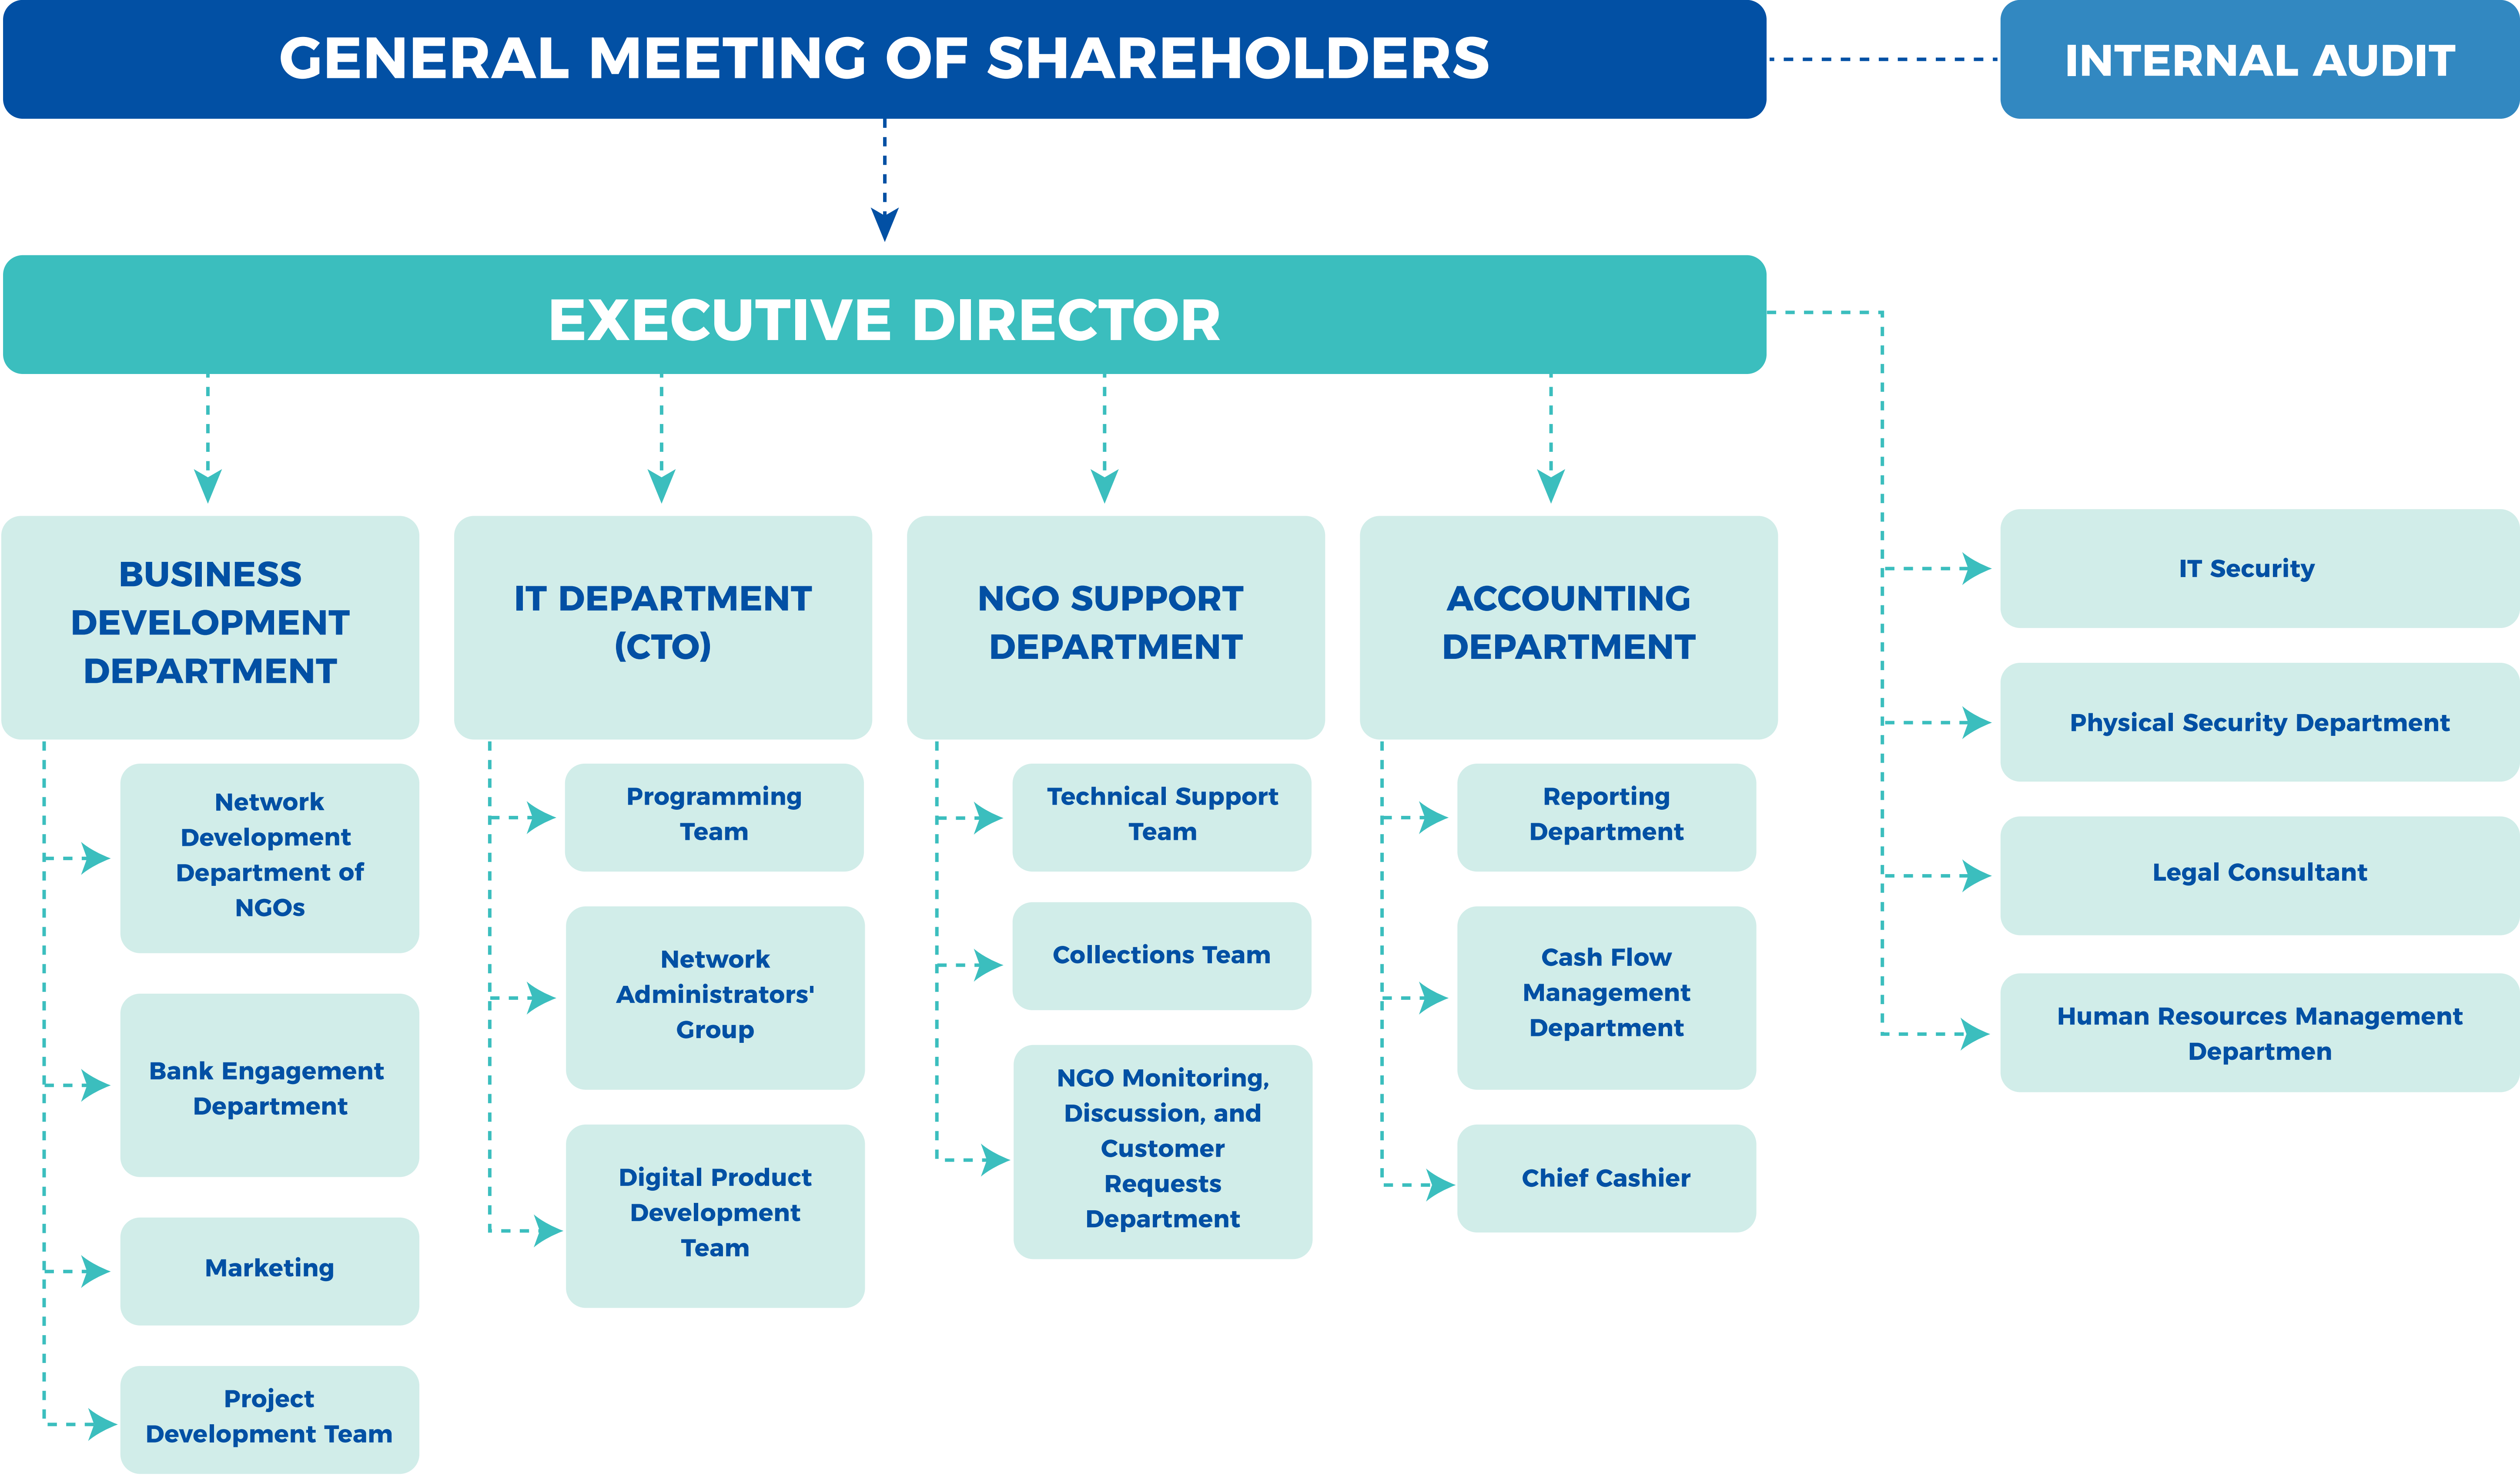 GENERAL MEETING OF SHAREHOLDERS
INTERNAL AUDIT
EXECUTIVE DIRECTOR
BUSINESS
DEVELOPMENT
DEPARTMENT
Network
Development
Department of
NGOs
Bank Engagement
Department
Marketing
Project
Development Team
IT DEPARTMENT
(CTO)
Programming
Team
Network
Administrators'
Group
Digital Product
Development
Team
NGO SUPPORT
DEPARTMENT
Technical Support
Team
Collections Team
NGO Monitoring,
Discussion, and
Customer
Requests
Department
ACCOUNTING
DEPARTMENT
Reporting
Department
Cash Flow
Management
Department
Chief Cashier
IT Security
Physical Security Department
Legal Consultant
Human Resources Management
Departmen